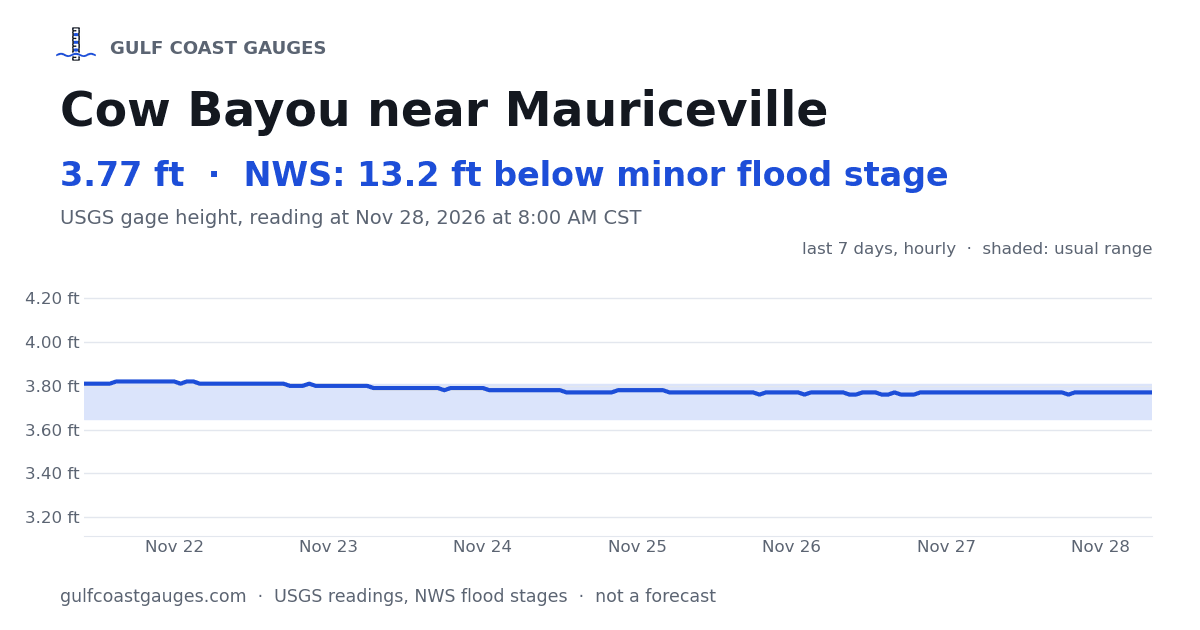 GULF COAST GAUGES
Cow Bayou near Mauriceville
3.77 ft · NWS: 13.2 ft below minor flood stage
USGS gage height, reading at Nov 28, 2026 at 8:00 AM CST
last 7 days, hourly · shaded: usual range
4.20 ft
4.00 ft
3.80 ft
3.60 ft
3.40 ft
3.20 ft
Nov 22 Nov 23 Nov 24 Nov 25 Nov 26 Nov 27 Nov 28
gulfcoastgauges.com · USGS readings, NWS flood stages · not a forecast